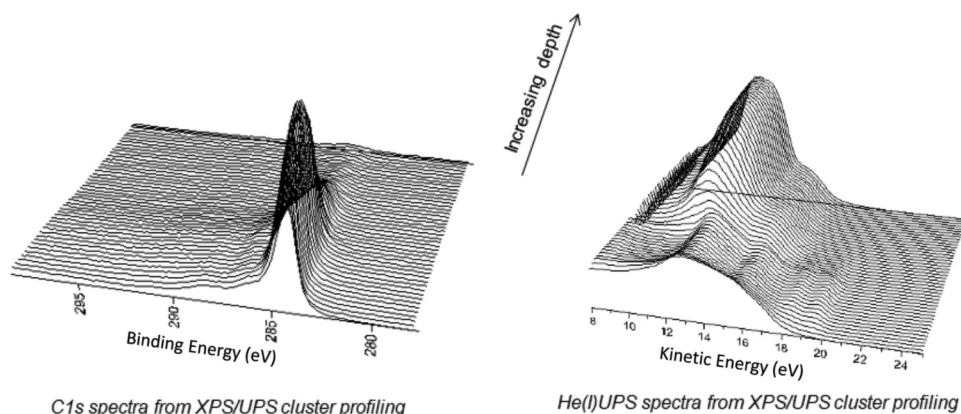 Increasing depth
295
290
285
280
Binding Energy (eV)
8
10
12
14
16
18
20
22
24
Kinetic Energy (eV)
C1s spectra from XPS/UPS cluster profiling
He(I)UPS spectra from XPS/UPS cluster profiling